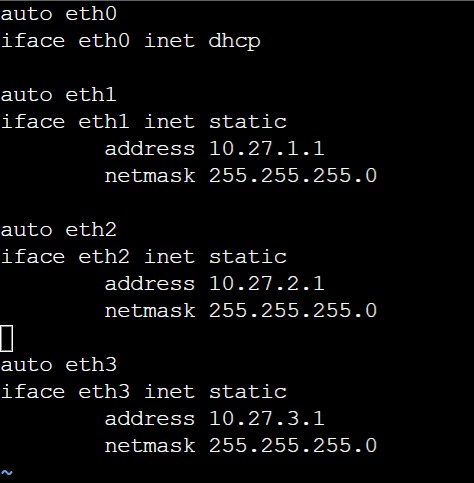 auto eth0
iface eth0 inet dhcp

auto eth1
iface eth1 inet static
        address 10.27.1.1
        netmask 255.255.255.0

auto eth2
iface eth2 inet static
        address 10.27.2.1
        netmask 255.255.255.0

auto eth3
iface eth3 inet static
        address 10.27.3.1
        netmask 255.255.255.0
~